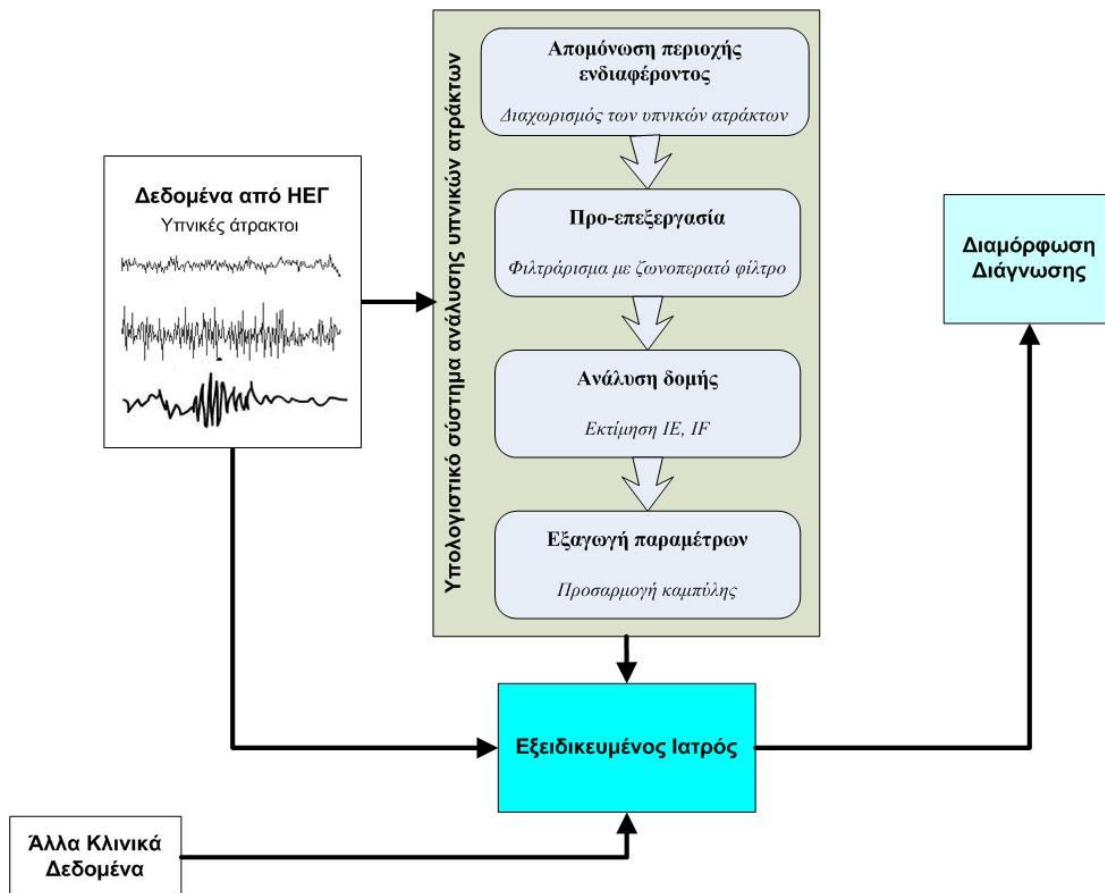 Απομόνωση περιοχής
ενδιαφέροντος
Διαχωρισμός των υπνικών ατράκτων
Υπολογιστικό σύστημα ανάλυσης υπνικών ατράκτων
Δεδομένα από ΗΕΓ
Υπνικές άτρακτοι
Προ-επεξεργασία
Φιλτράρισμα με ζωνοπερατό φίλτρο
Διαμόρφωση
Διάγνωσης
Ανάλυση δομής
Εκτίμηση IE, IF
Εξαγωγή παραμέτρων
Προσαρμογή καμπύλης
Εξειδικευμένος Ιατρός
Άλλα Κλινικά
Δεδομένα